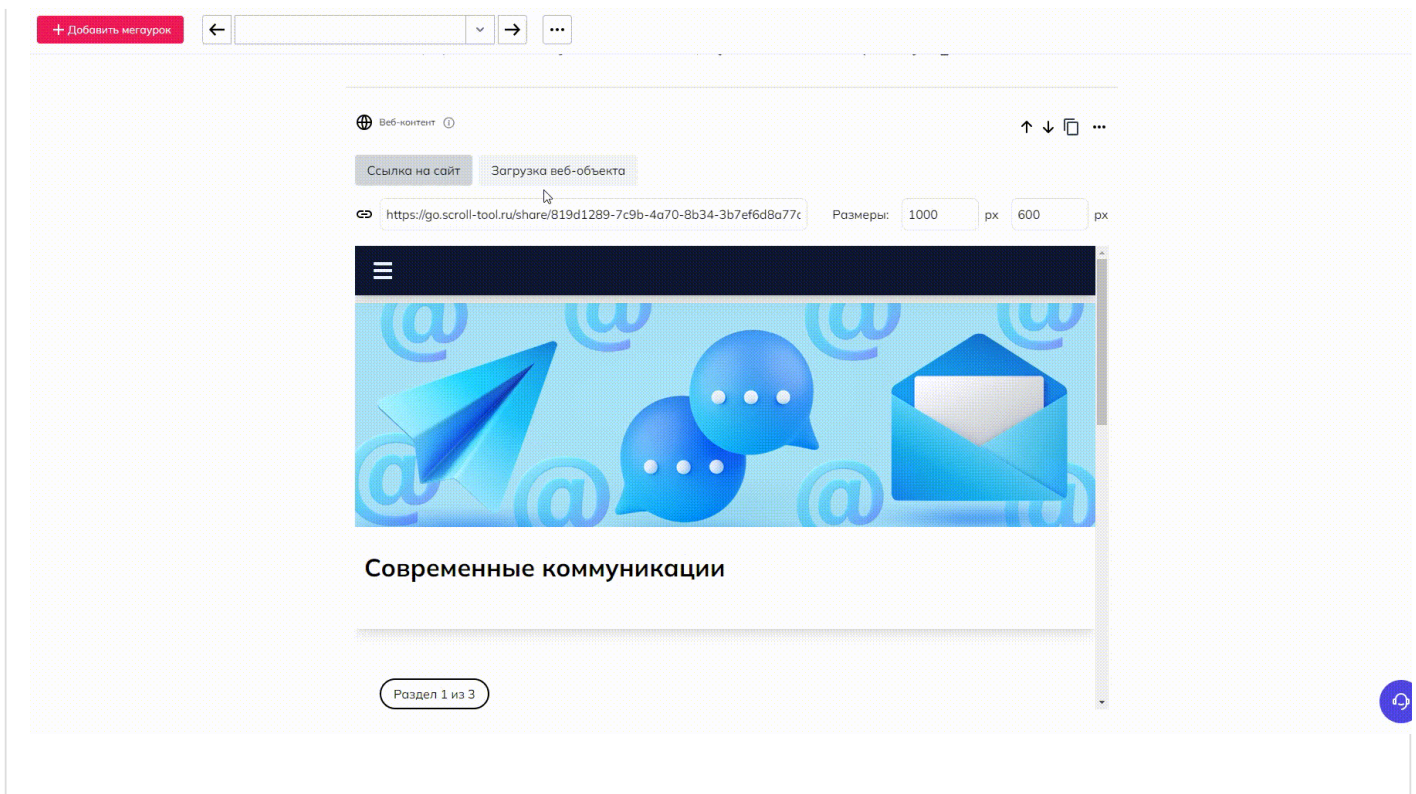 + Добавить мегаурок
Веб-контент
Ссылка на сайт
Загрузка веб-объекта
https://go.scroll-tool.ru/share/819d1289-7c9b-4a70-8b34-3b7ef6d8a77c
Размеры: 1000 px 600 px
Современные коммуникации
Раздел 1 из 3